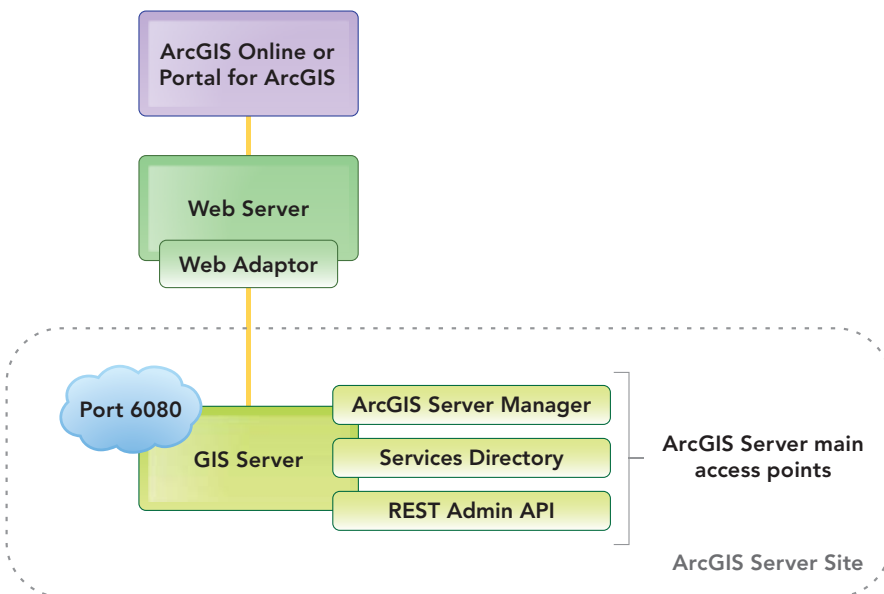 ArcGIS Online or
Portal for ArcGIS
Web Server
Web Adaptor
Port 6080
GIS Server
ArcGIS Server Manager
Services Directory
REST Admin API
ArcGIS Server main
access points
ArcGIS Server Site